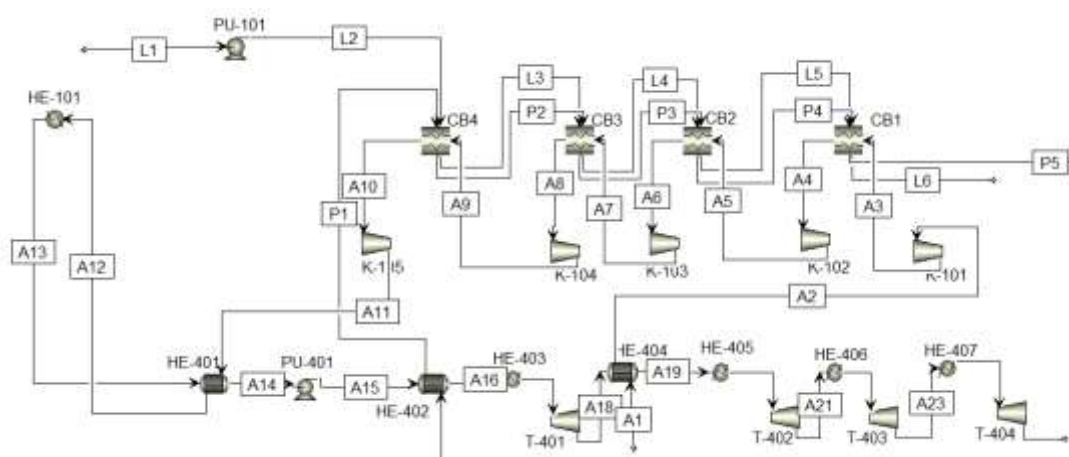 PU-101
L1
L2
HE-101
L3
L4
L5
P2
P3
P4
CB4
CB3
CB2
CB1
P5
L6
A10
A9
A8
A7
A6
A5
A4
A3
P1
A13
A12
K-104
K-103
K-102
K-101
A11
A2
HE-401
A14
PU-401
A15
HE-402
A16
HE-403
T-401
A18
A1
A19
HE-405
T-402
A21
HE-406
T-403
A23
HE-407
T-404